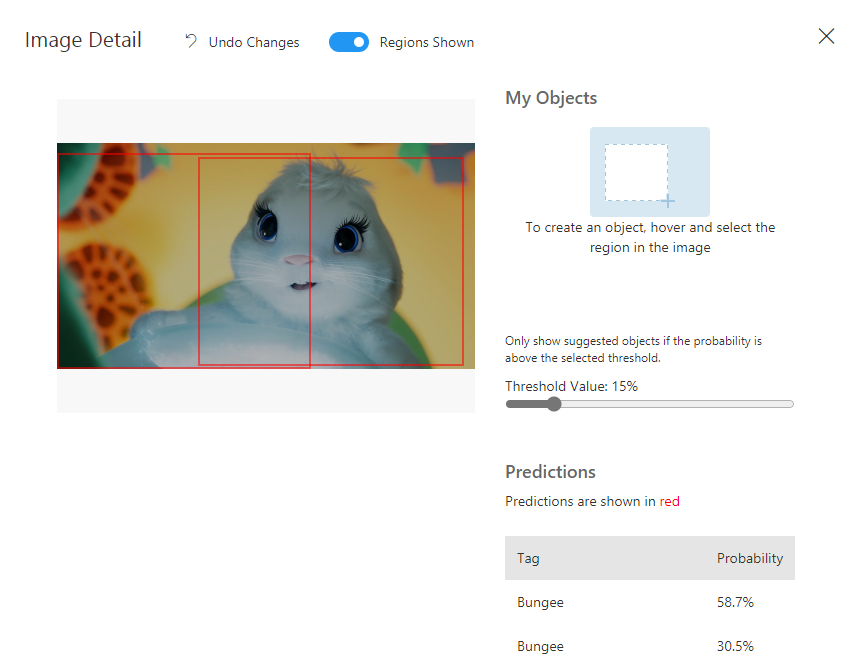 Image Detail
Undo Changes
Regions Shown
My Objects
To create an object, hover and select the
region in the image
Only show suggested objects if the probability is
above the selected threshold.
Threshold Value: 15%
Predictions
Predictions are shown in red
Tag Probability
Bungee 58.7%
Bungee 30.5%